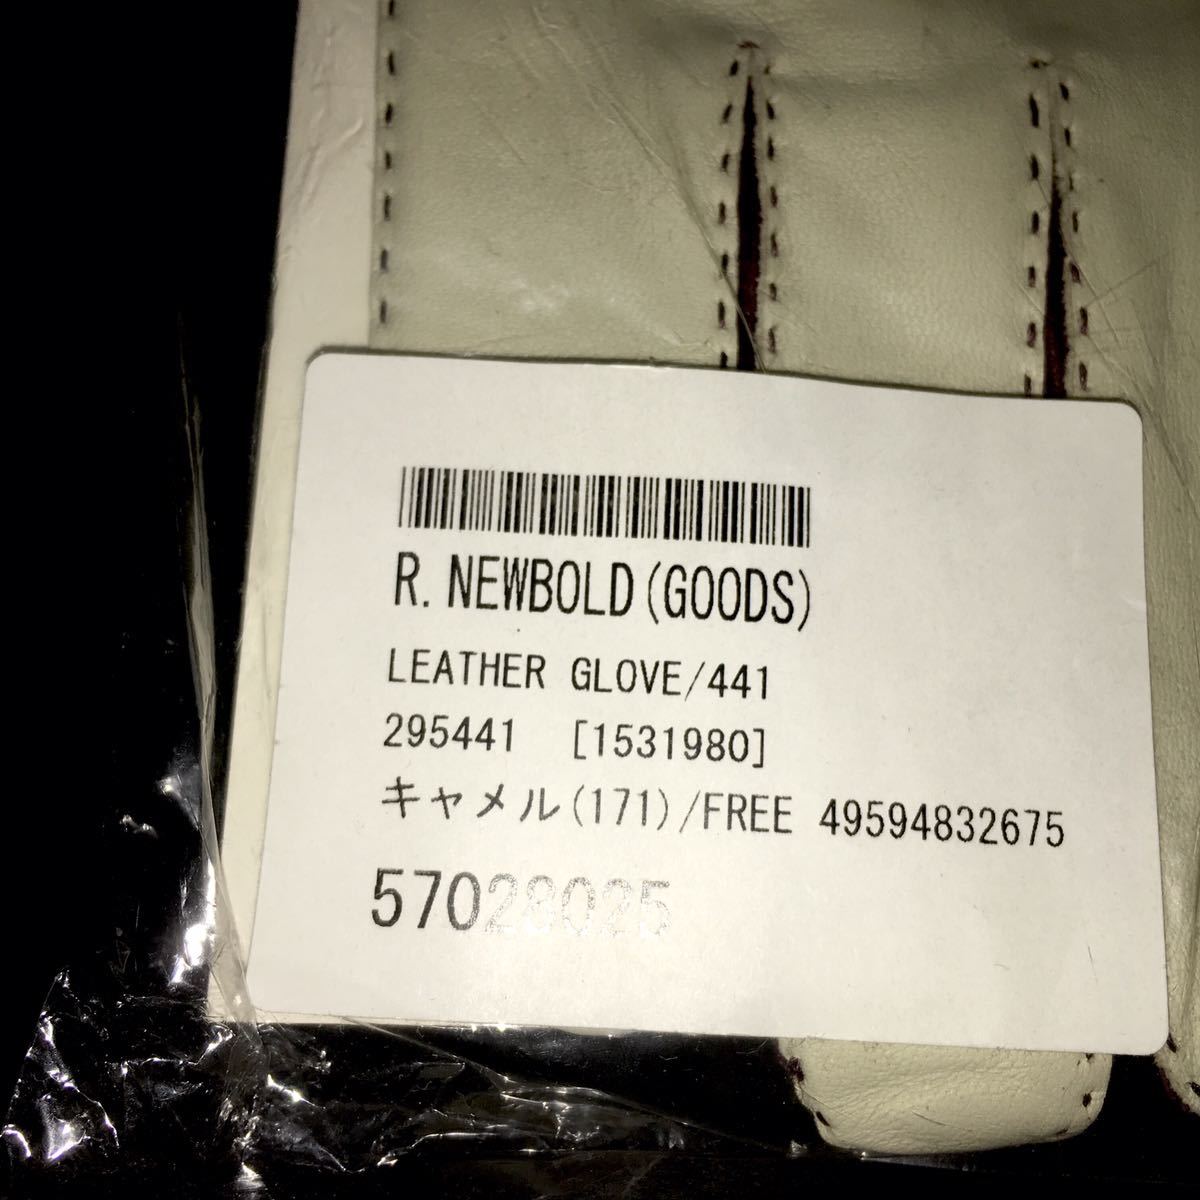 R. NEWBOLD(GOODS)
LEATHER GLOVE/441
295441 [1531980]
キャメル(171)/FREE 49594832675
57028025